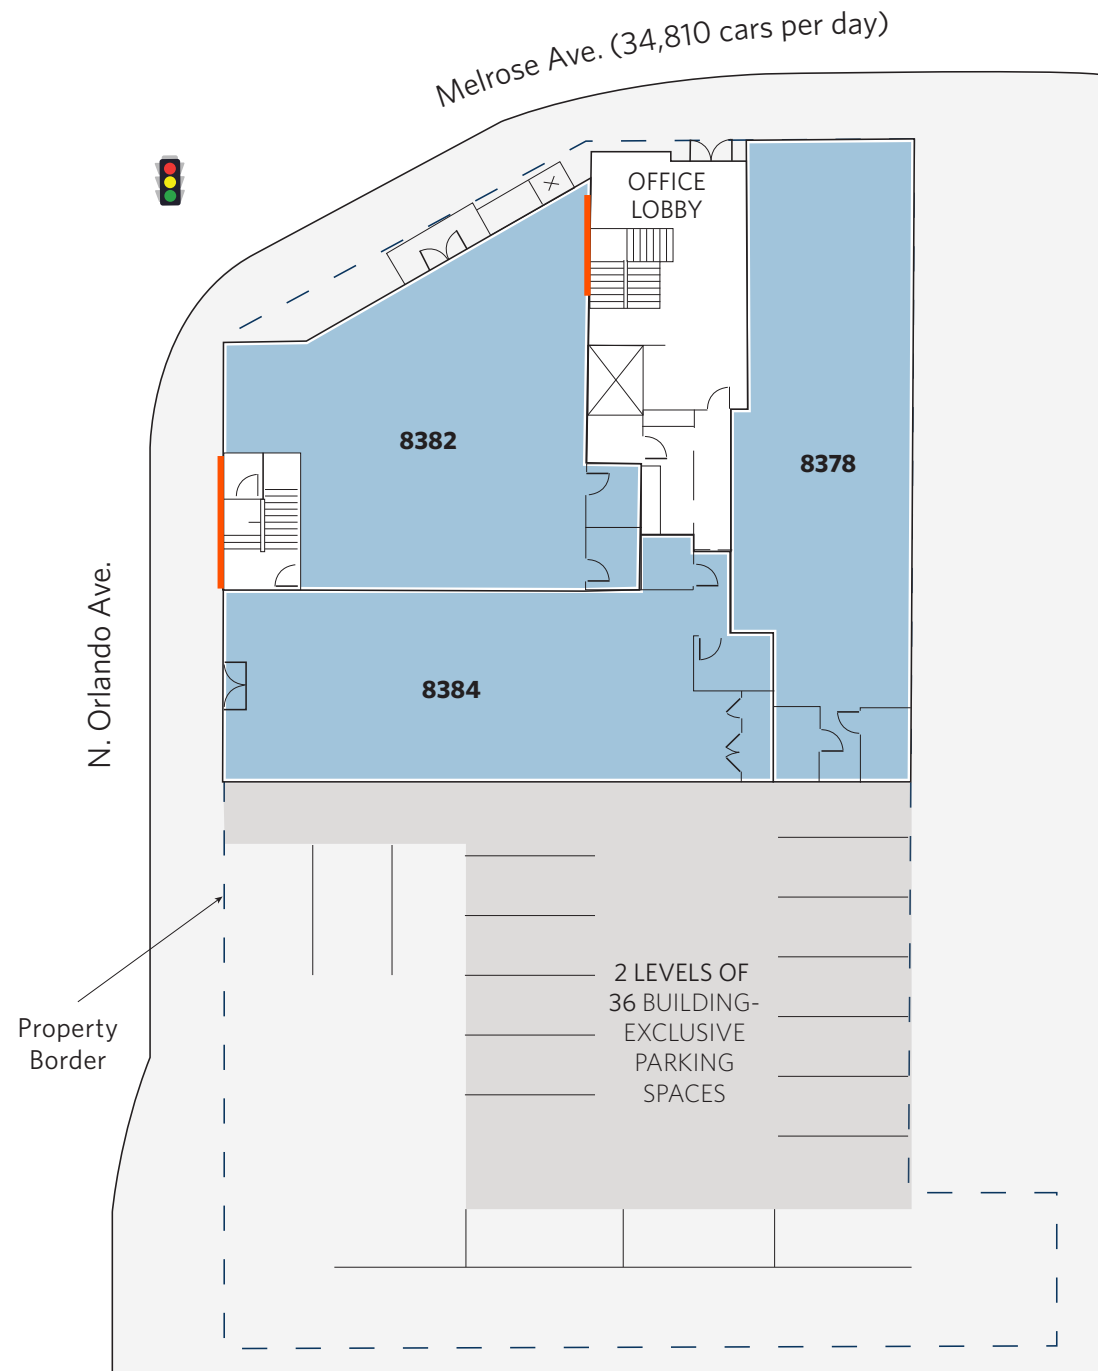 Melrose Ave. (34,810 cars per day)
OFFICE
LOBBY
8382
8378
N. Orlando Ave.
8384
2 LEVELS OF
36 BUILDING-
EXCLUSIVE
PARKING
SPACES
Property
Border